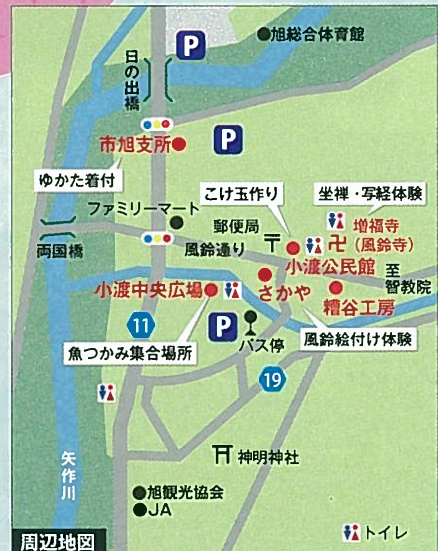 旭総合体育館
P
日の出橋
P
市旭支所
ゆかた着付
こけ玉作り
坐禅・写経体験
ファミリーマート
郵便局
増福寺
(風鈴寺)
両国橋
風鈴通り
小渡公民館
至
智教院
小渡中央広場
さかや
糟谷工房
11
P
バス停
風鈴絵付け体験
魚つかみ集合場所
19
矢作川
神明神社
旭観光協会
JA
周辺地図
トイレ